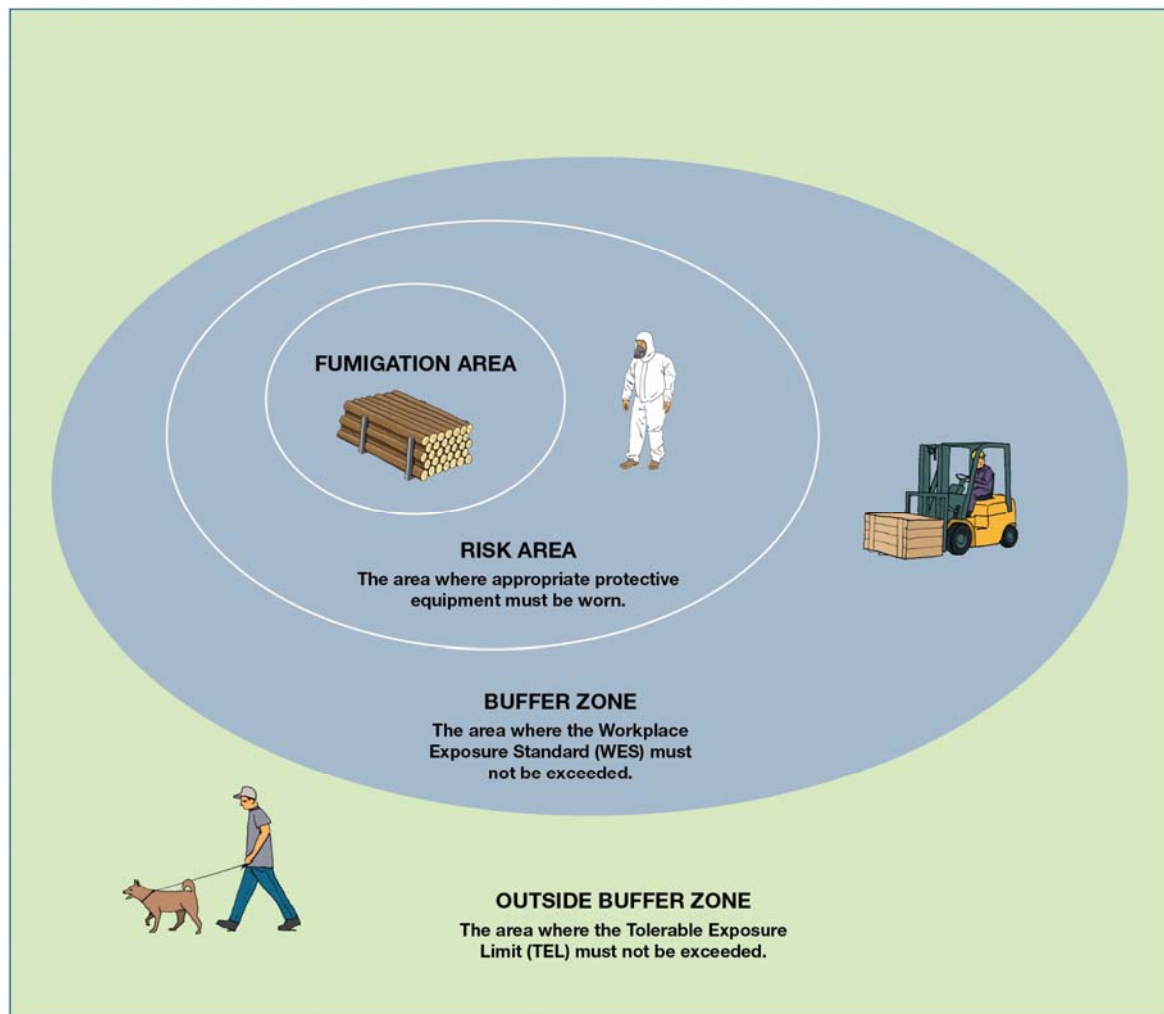 FUMIGATION AREA
RISK AREA
The area where appropriate protective
equipment must be worn.
BUFFER ZONE
The area where the Workplace
Exposure Standard (WES) must
not be exceeded.
OUTSIDE BUFFER ZONE
The area where the Tolerable Exposure
Limit (TEL) must not be exceeded.